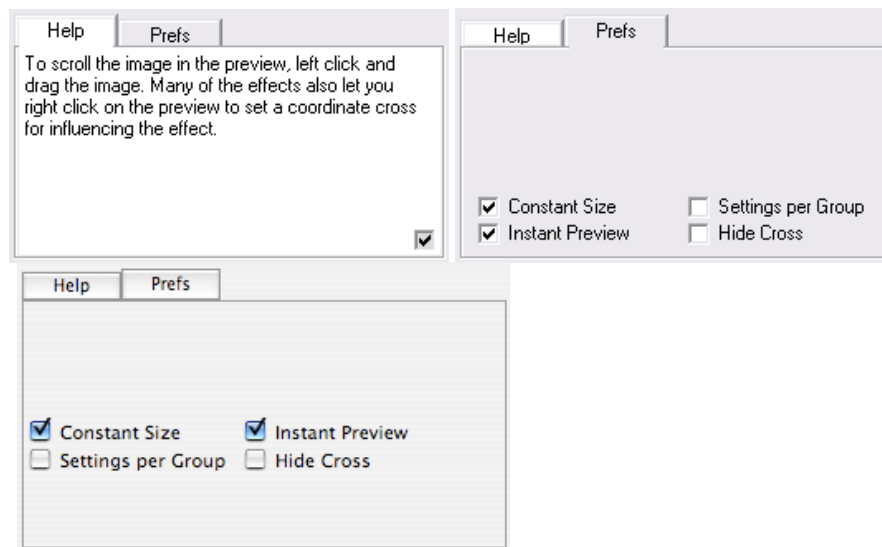 Help Prefs
To scroll the image in the preview, left click and
drag the image. Many of the effects also let you
right click on the preview to set a coordinate cross
for influencing the effect.
Help Prefs
Constant Size Settings per Group
Instant Preview Hide Cross
Help Prefs
Constant Size Instant Preview
Settings per Group Hide Cross